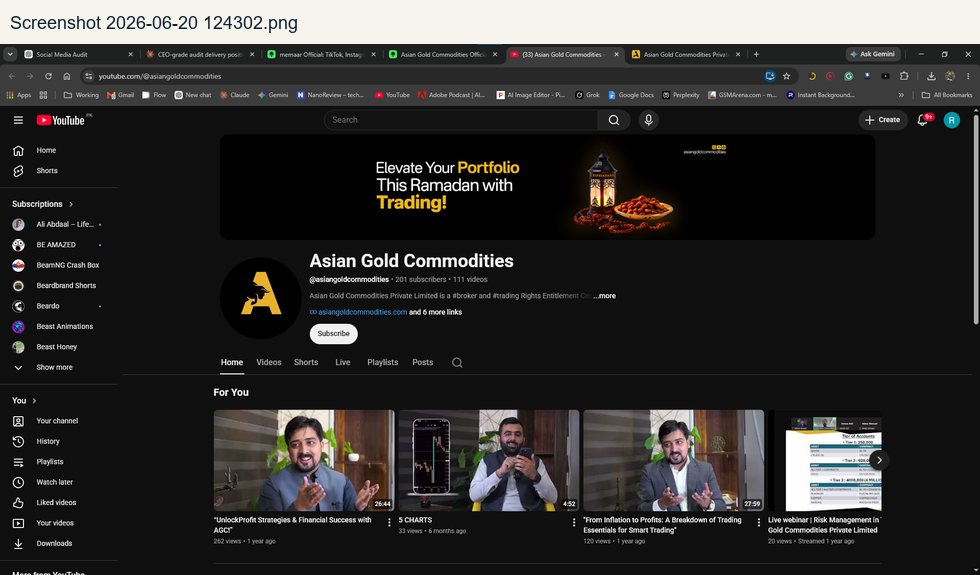 Screenshot 2026-06-20 124302.png
Social Media Audit
CEO-grade audit delivery posit
memsaar Official: TikTok, Instag
Asian Gold Commodities Offici
(33) Asian Gold Commodities -
Asian Gold Commodities Privat
Ask Gemini
youtube.com/@asiangoldcommodities
Apps
Working
Gmail
Flow
New chat
Claude
Gemini
NanoReview – tech...
YouTube
Adobe Podcast | AI...
AI Image Editor - Pi...
Grok
Google Docs
Perplexity
GSMArena.com - m...
Instant Background...
»
All Bookmarks
YouTube PK
Search
Create
9+
R
Home
Shorts
Subscriptions
Ali Abdaal – Life...
BE AMAZED
BeamNG Crash Box
Beardbrand Shorts
Beardo
Beast Animations
Beast Honey
Show more
You
Your channel
History
Playlists
Watch later
Liked videos
Your videos
Downloads
More from YouTube
Elevate Your Portfolio
This Ramadan with
Trading!
asiangoldcommodities
Asian Gold Commodities
@asiangoldcommodities • 201 subscribers • 111 videos
Asian Gold Commodities Private Limited is a #broker and #trading Rights Entitlement C ...more
asiangoldcommodities.com and 6 more links
Subscribe
Home Videos Shorts Live Playlists Posts
For You
26:44
"UnlockProfit Strategies & Financial Success with
AGC!"
262 views • 1 year ago
4:52
5 CHARTS
33 views • 6 months ago
27:59
"From Inflation to Profits: A Breakdown of Trading
Essentials for Smart Trading"
120 views • 1 year ago
Tier of Accounts
Live webinar | Risk Management in
Gold Commodities Private Limited
20 views • Streamed 1 year ago